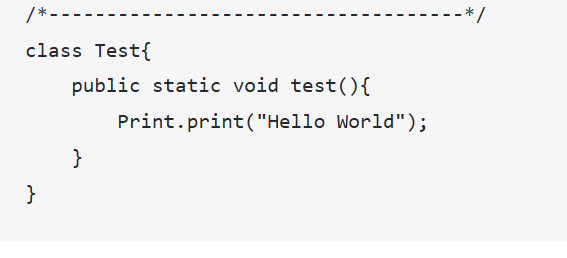 /*------------------------------------*/
class Test{
    public static void test(){
        Print.print("Hello World");
    }
}